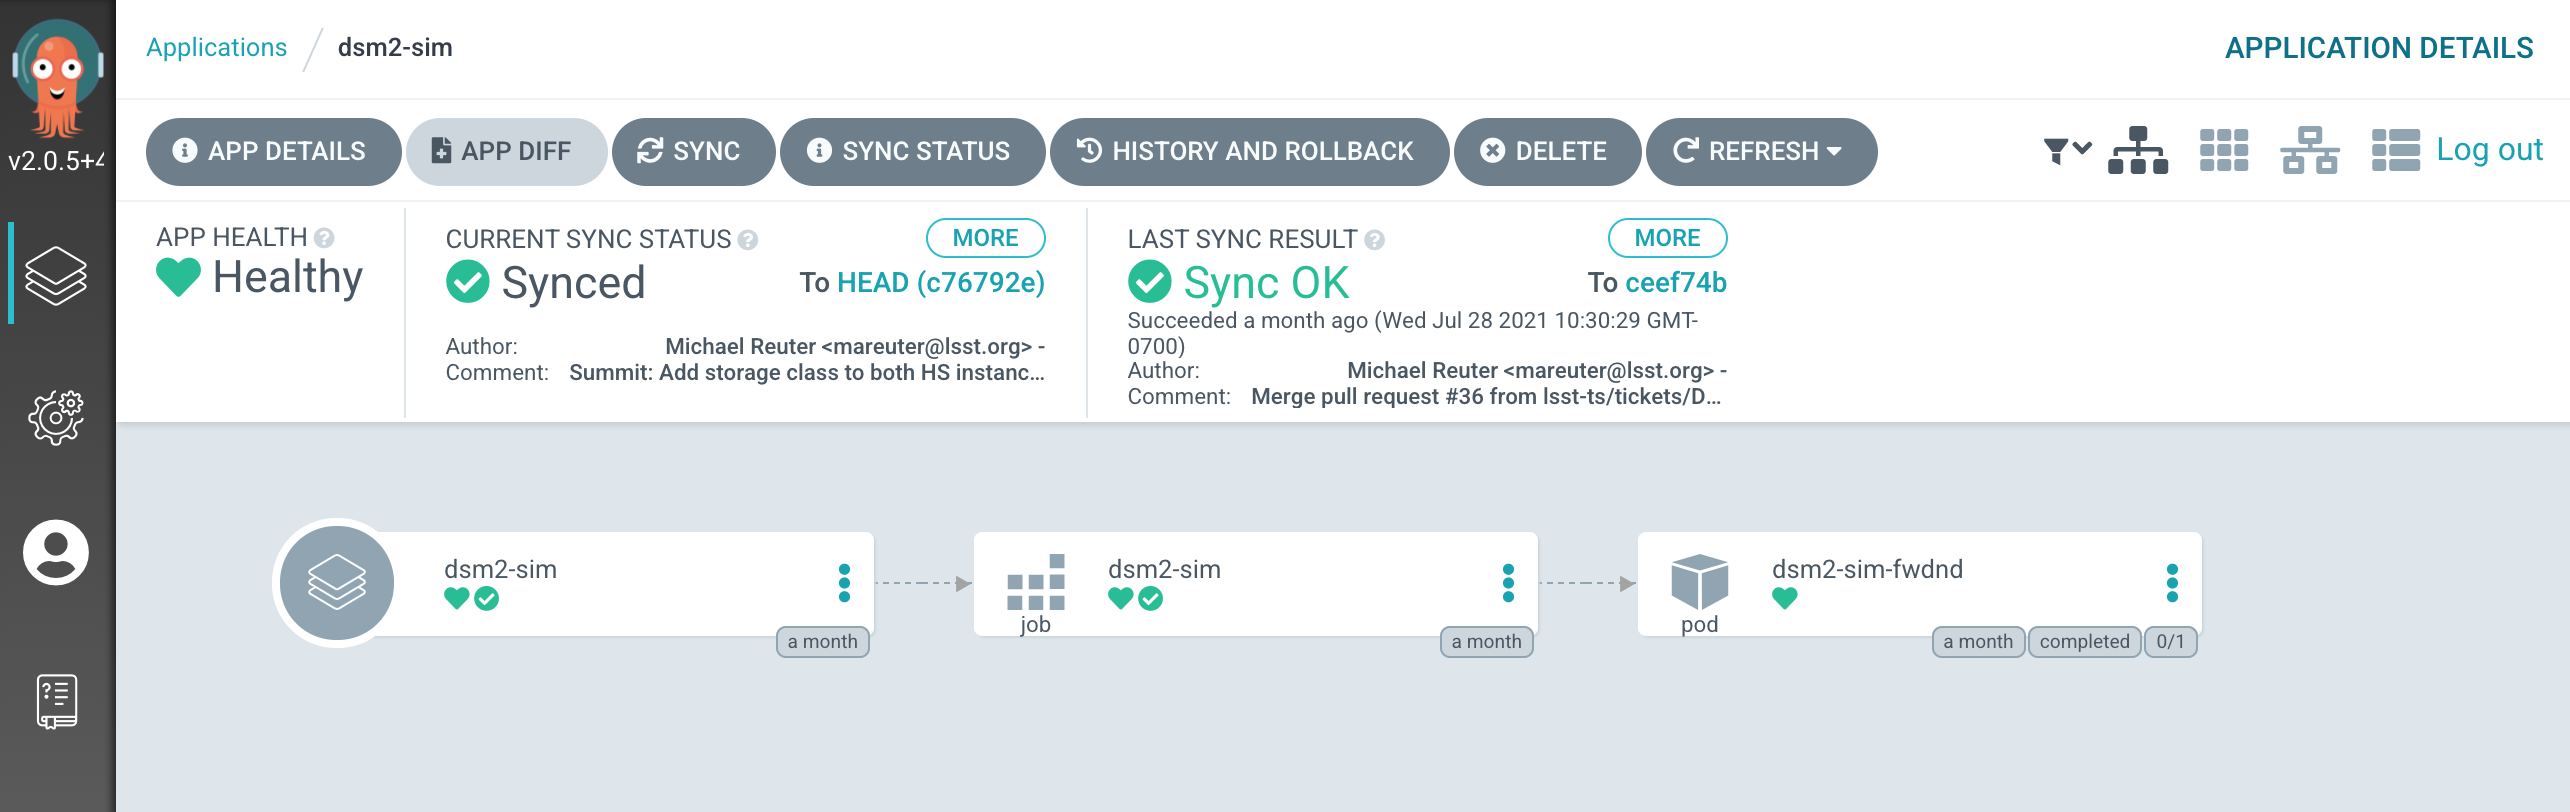 v2.0.5+4
Applications / dsm2-sim
APPLICATION DETAILS
APP DETAILS
APP DIFF
SYNC
SYNC STATUS
HISTORY AND ROLLBACK
DELETE
REFRESH
Log out
APP HEALTH
Healthy
CURRENT SYNC STATUS
MORE
Synced
To HEAD (c76792e)
Author: Michael Reuter <mareuter@lsst.org> -
Comment: Summit: Add storage class to both HS instanc...
LAST SYNC RESULT
MORE
Sync OK
To ceef74b
Succeeded a month ago (Wed Jul 28 2021 10:30:29 GMT-
0700)
Author: Michael Reuter <mareuter@lsst.org> -
Comment: Merge pull request #36 from lsst-ts/tickets/D...
dsm2-sim
a month
dsm2-sim
job
a month
dsm2-sim-fwdnd
pod
a month
completed
0/1